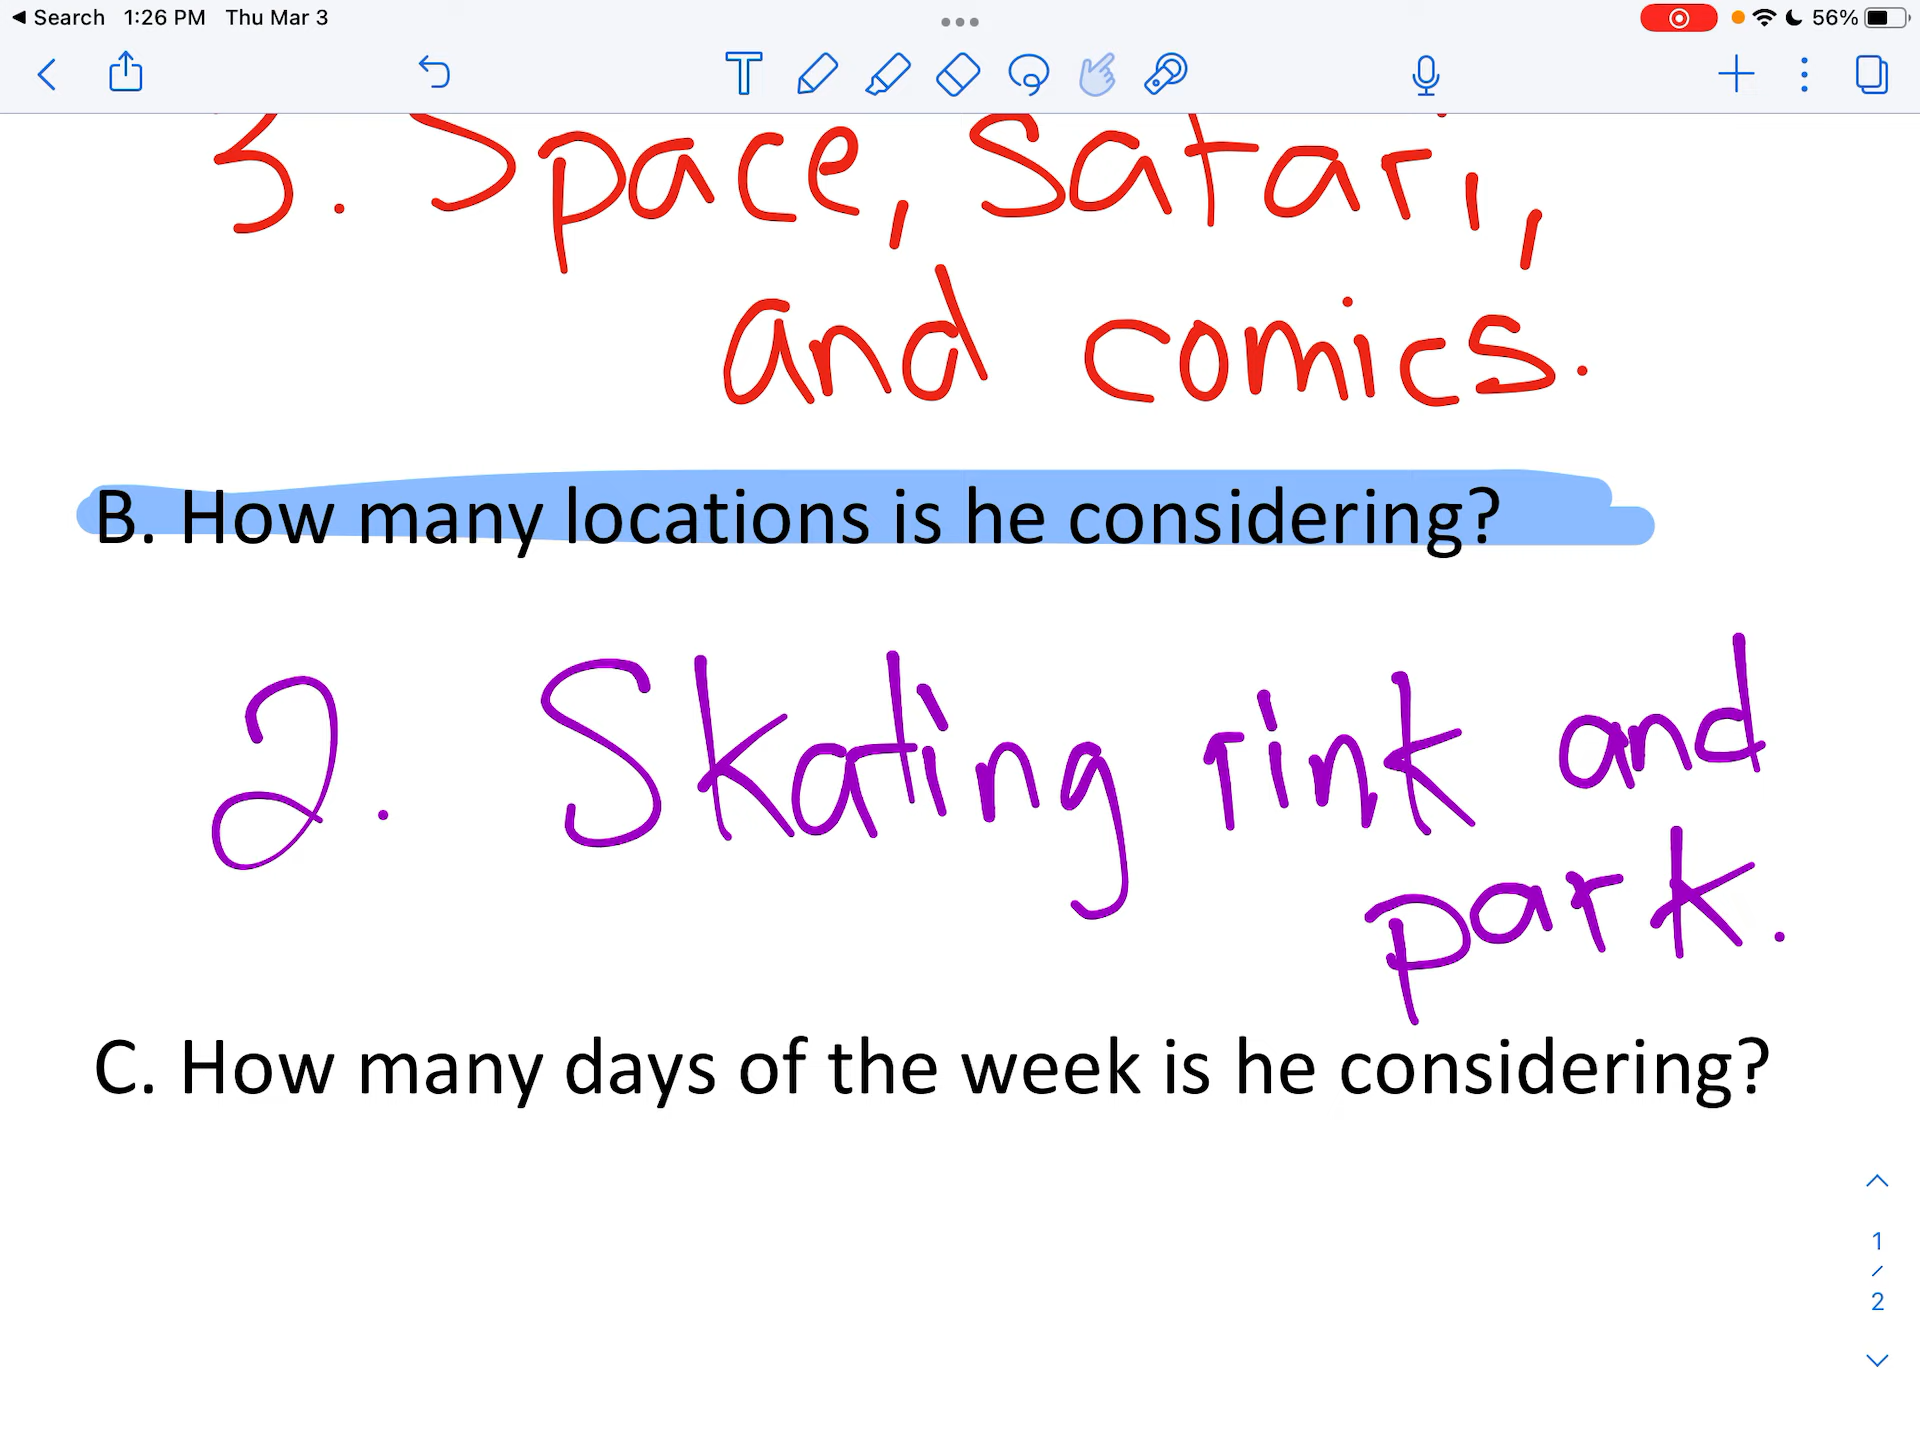 Search 1:26 PM Thu Mar 3 56%
T
3. Space, Safari,
and comics.
B. How many locations is he considering?
2. Skating rink and
park.
C. How many days of the week is he considering?
1
/
2